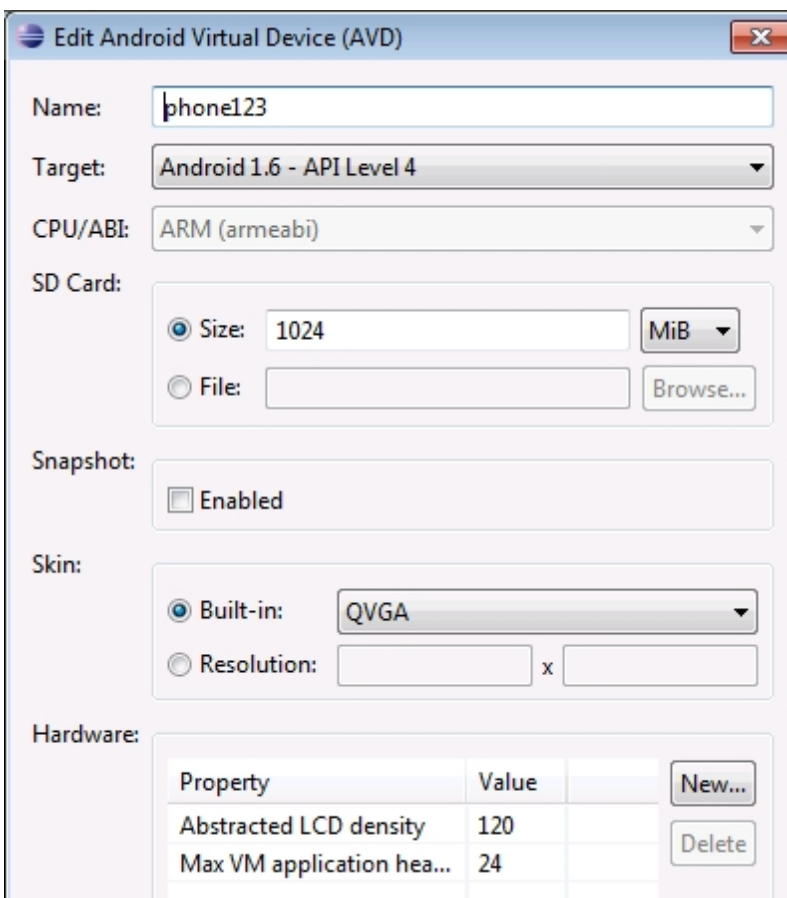 Edit Android Virtual Device (AVD)
Name: phone123
Target: Android 1.6 - API Level 4
CPU/ABI: ARM (armeabi)
SD Card:
Size: 1024 MiB
File: Browse...
Snapshot:
Enabled
Skin:
Built-in: QVGA
Resolution: x
Hardware:
Property Value New...
Abstracted LCD density 120
Delete
Max VM application hea... 24